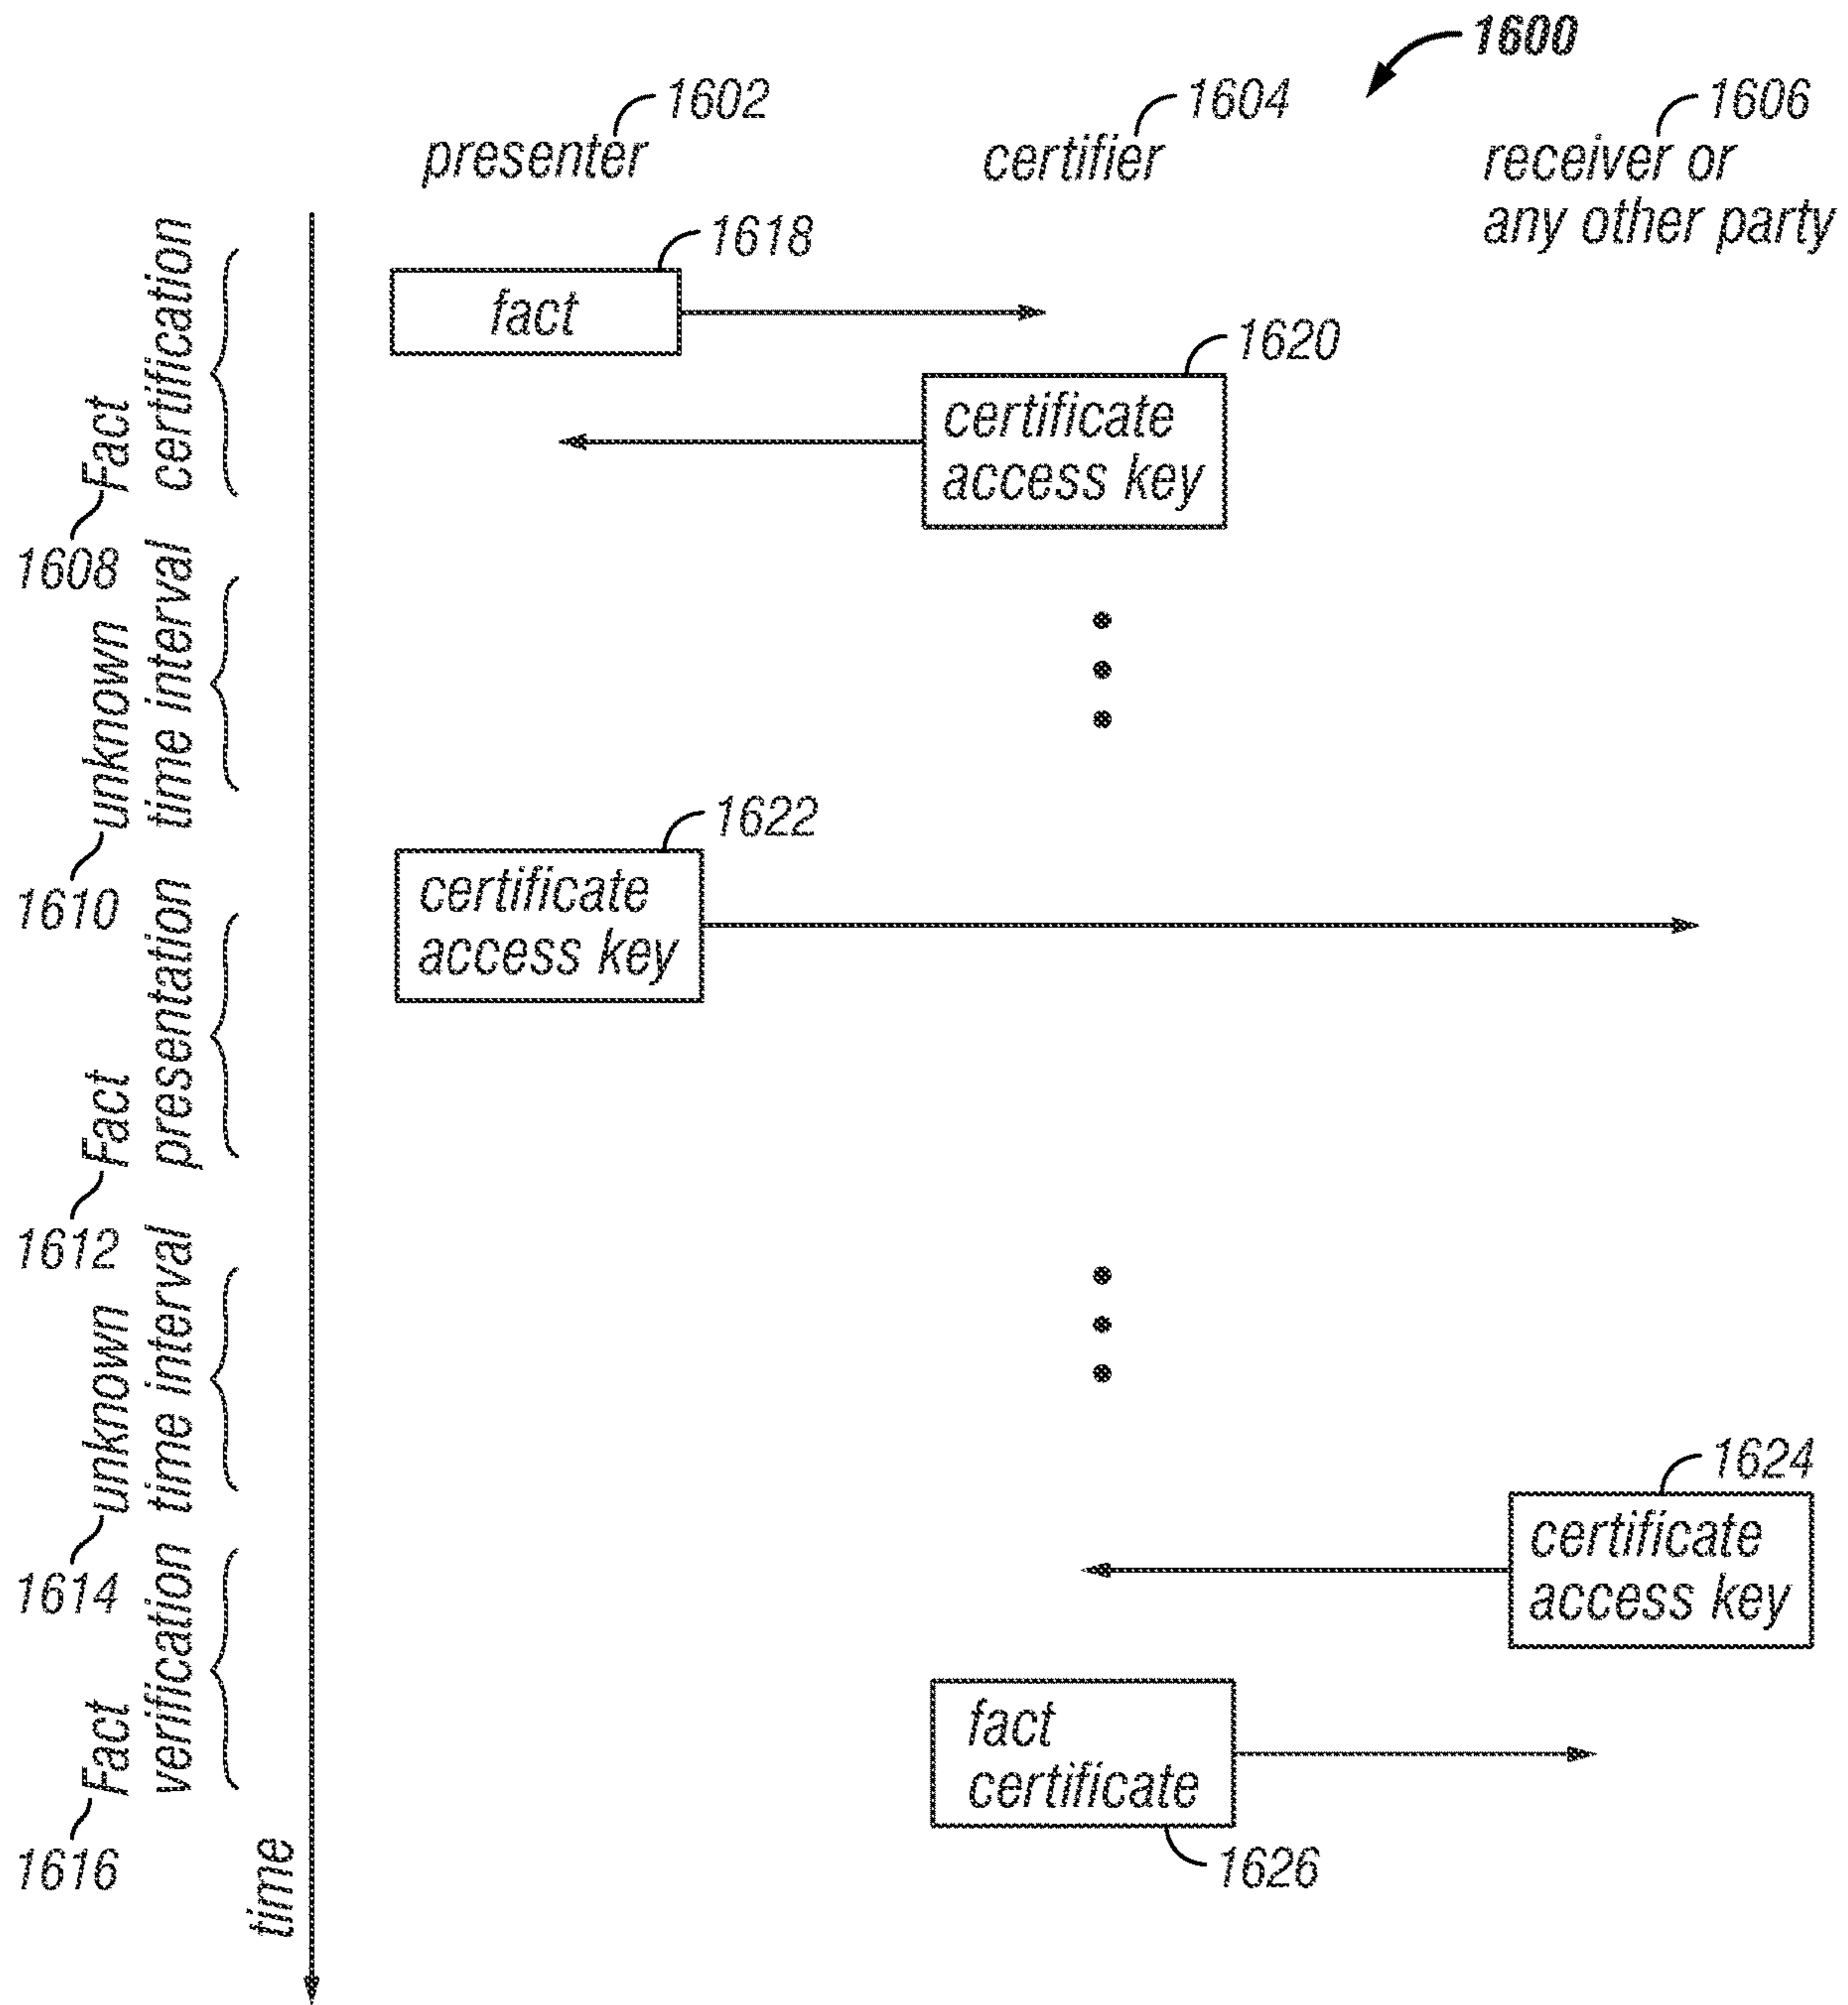 1600
1602
1604
1606
presenter
certifier
receiver or
any other party
1618
fact
1620
certificate
access key
Fact
certification
1608
unknown
time interval
1610
1622
certificate
access key
Fact
presentation
1612
unknown
time interval
1614
1624
certificate
access key
Fact
verification
1616
fact
certificate
1626
time